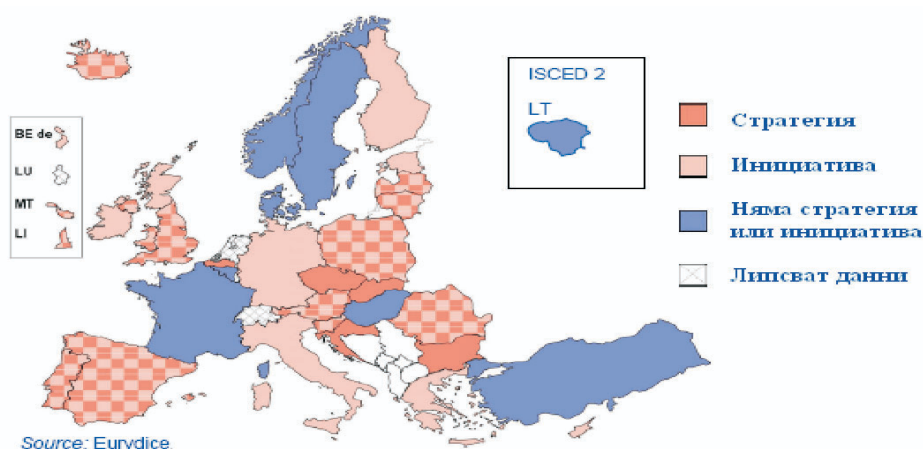 BE de
LU
MT
LI
ISCED 2
LT
Стратегия
Инициатива
Няма стратегия
или инициатива
Липсват данни
Source: Eurydice.